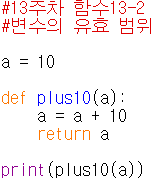 #13주차 함수13-2
#변수의 유효 범위
a = 10
def plus10(a):
    a = a + 10
    return a
print(plus10(a))